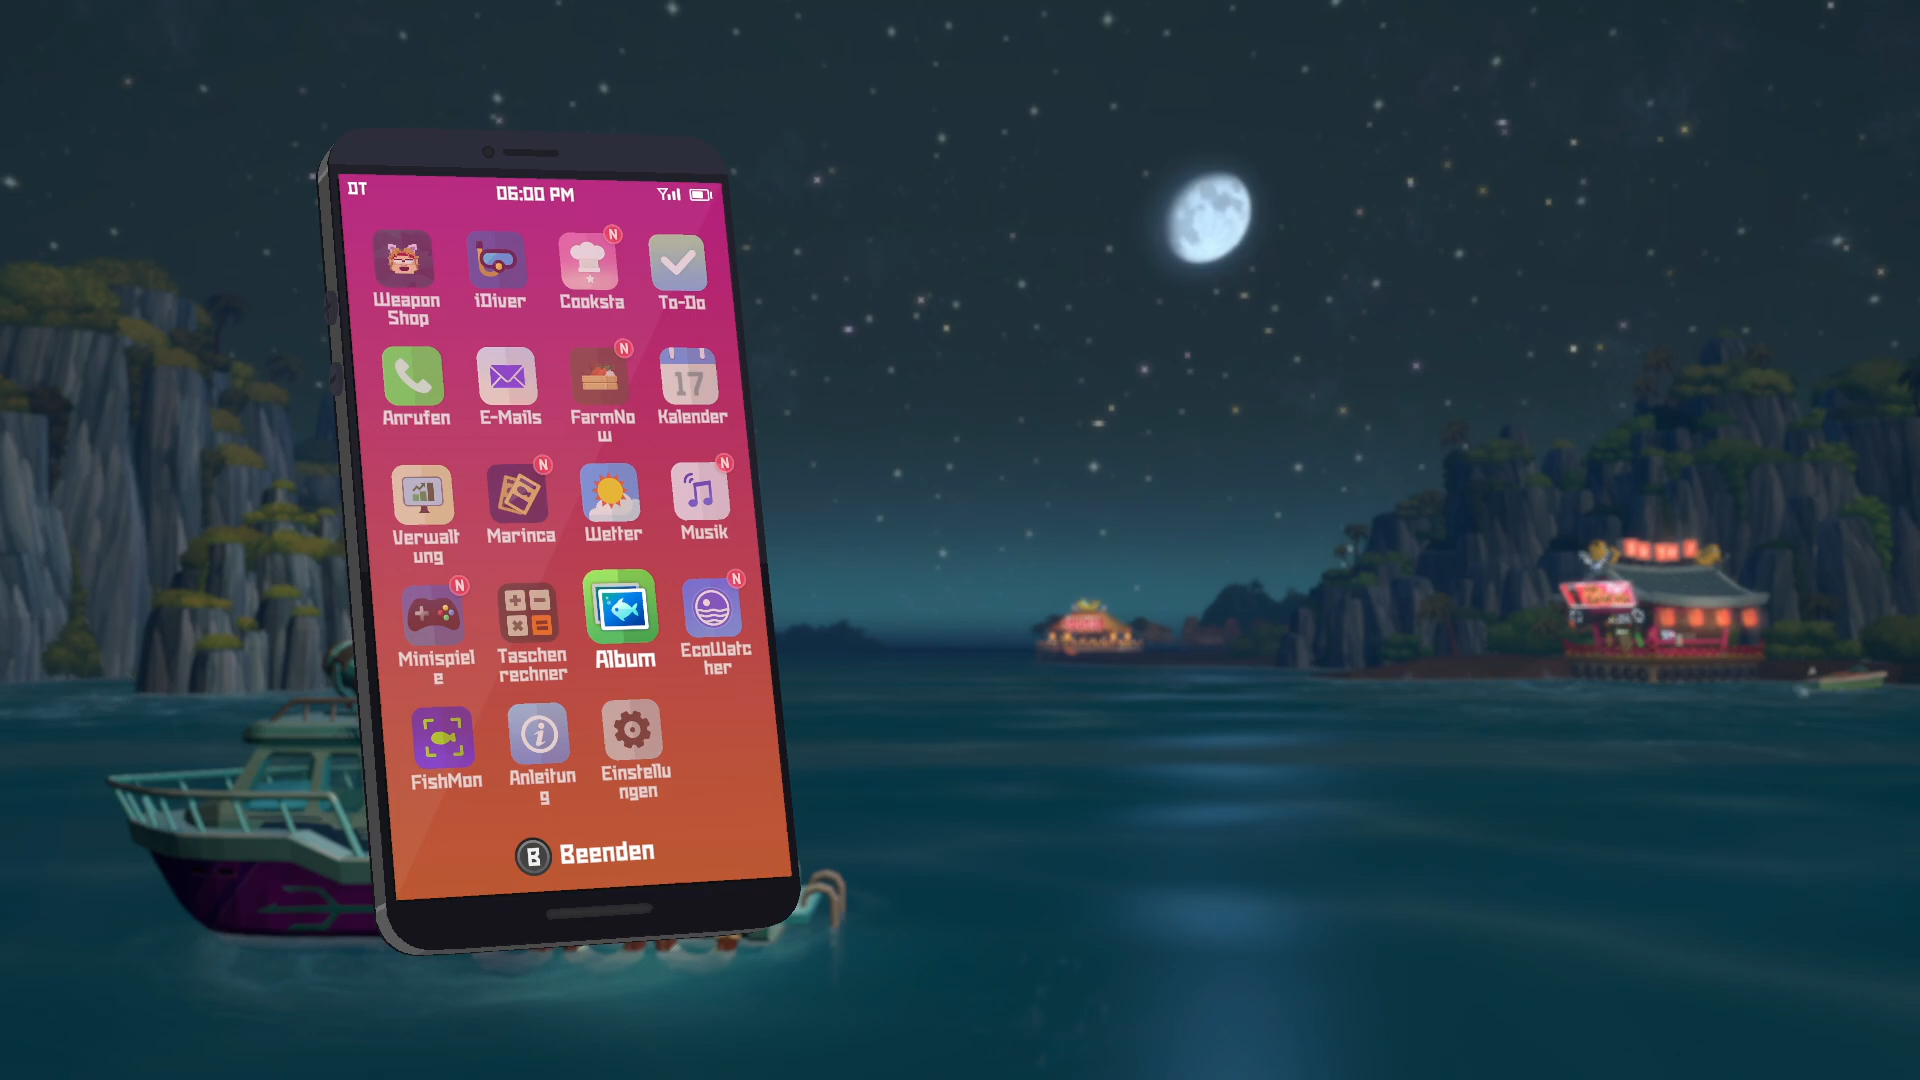 DT
06:00 PM
Weapon
Shop
iDiver
Cooksta
N
To-Do
Anrufen
E-Mails
FarmNo
w
N
17
Kalender
Verwalt
ung
Marinca
N
Wetter
Musik
N
Minispiel
e
N
Taschen
rechner
Album
EcoWatc
her
N
FishMon
Anleitun
g
Einstellu
ngen
B Beenden